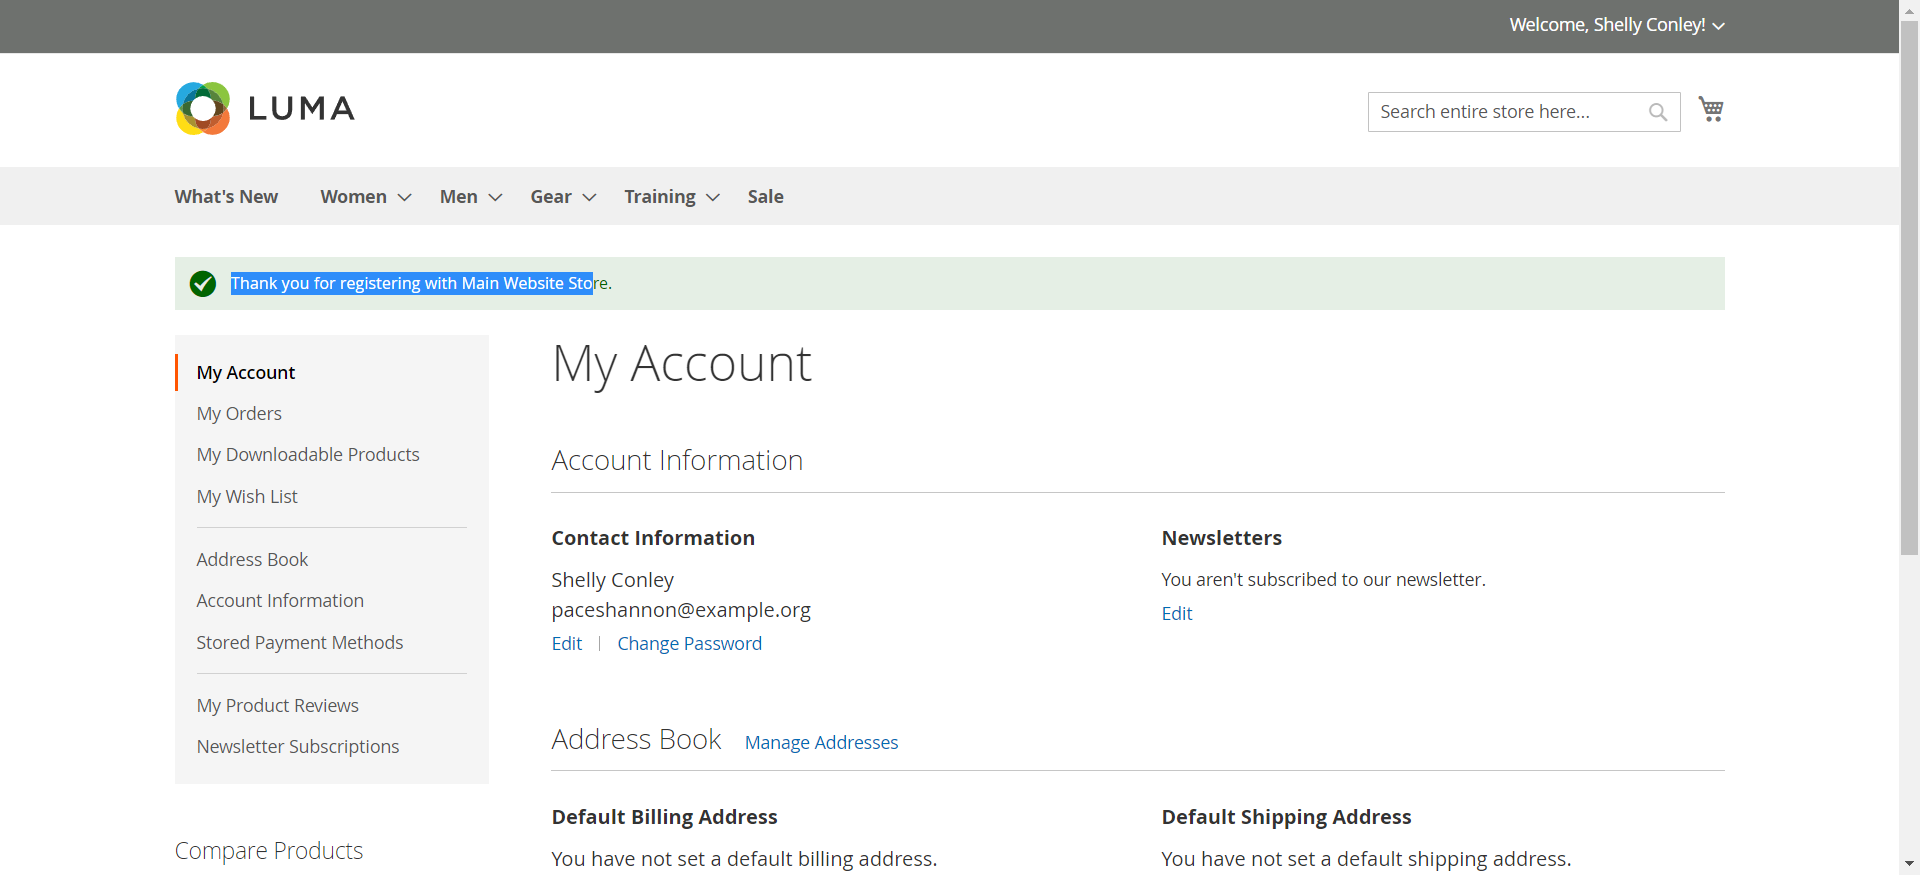 Welcome, Shelly Conley!
LUMA
Search entire store here...
What's New Women Men Gear Training Sale
Thank you for registering with Main Website Store.
My Account
My Orders
My Downloadable Products
My Wish List
Address Book
Account Information
Stored Payment Methods
My Product Reviews
Newsletter Subscriptions
Compare Products
My Account
Account Information
Contact Information
Shelly Conley
paceshannon@example.org
Edit | Change Password
Newsletters
You aren't subscribed to our newsletter.
Edit
Address Book Manage Addresses
Default Billing Address
You have not set a default billing address.
Default Shipping Address
You have not set a default shipping address.